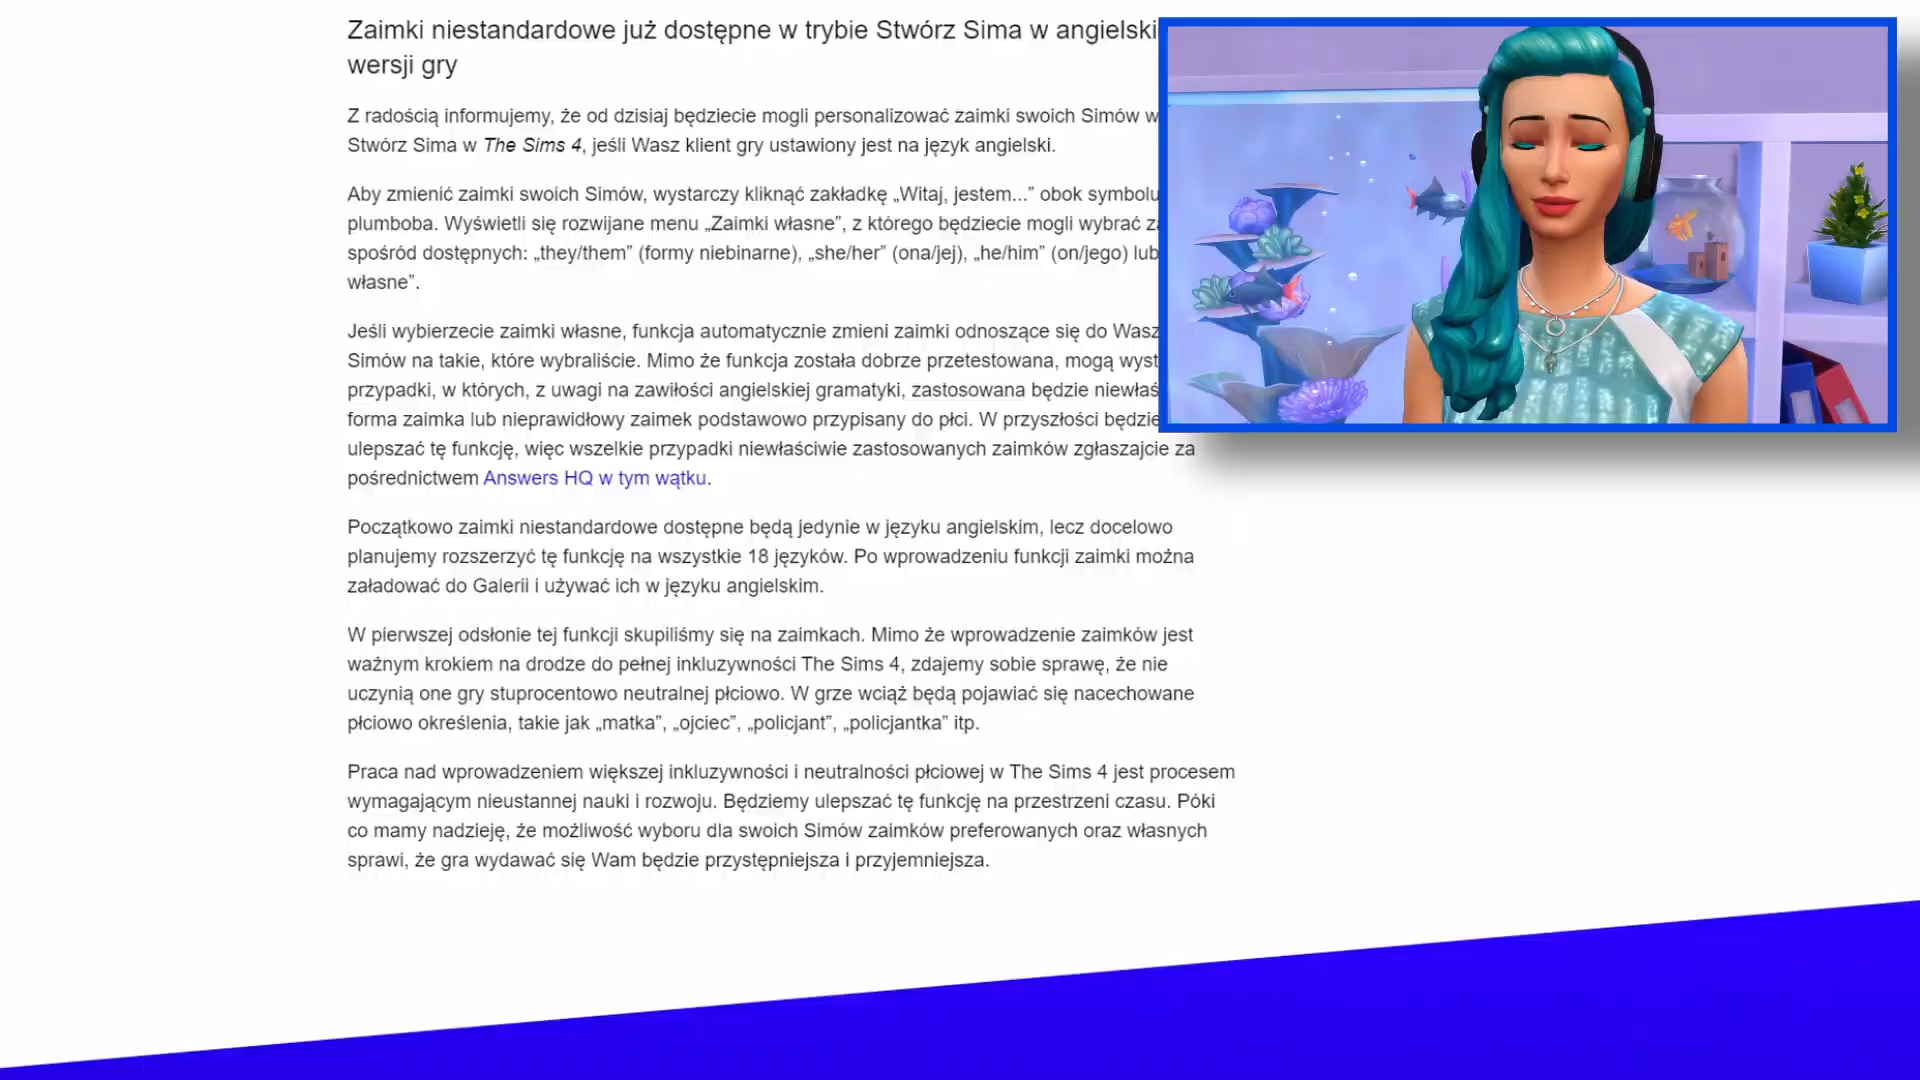 Zaimki niestandardowe już dostępne w trybie Stwórz Sima w
wersji gry
Z radością informujemy, że od dzisiaj będziecie mogli personalizować zaimki swoich Simów w
Stwórz Sima w The Sims 4, jeśli Wasz klient gry ustawiony jest na język angielski.
Aby zmienić zaimki swoich Simów, wystarczy kliknąć zakładkę „Witaj, jestem...” obok symbolu
plumboba. Wyświetli się rozwijane menu „Zaimki własne”, z którego będziecie mogli wybrać
spośród dostępnych: „they/them” (formy niebinarne), „she/her” (ona/jej), „he/him” (on/jego) lub
własne”.
Jeśli wybierzecie zaimki własne, funkcja automatycznie zmieni zaimki odnoszące się do
Simów na takie, które wybraliście. Mimo że funkcja została dobrze przetestowana, mogą
przypadki, w których, z uwagi na zawiłości angielskiej gramatyki, zastosowana będzie
forma zaimka lub nieprawidłowy zaimek podstawowo przypisany do płci. W przyszłości
ulepszać tę funkcję, więc wszelkie przypadki niewłaściwie zastosowanych zaimków zgłaszajcie za
pośrednictwem Answers HQ w tym wątku.
Początkowo zaimki niestandardowe dostępne będą jedynie w języku angielskim, lecz docelowo
planujemy rozszerzyć tę funkcję na wszystkie 18 języków. Po wprowadzeniu funkcji zaimki można
załadować do Galerii i używać ich w języku angielskim.
W pierwszej odsłonie tej funkcji skupiliśmy się na zaimkach. Mimo że wprowadzenie zaimków jest
ważnym krokiem na drodze do pełnej inkluzywności The Sims 4, zdajemy sobie sprawę, że nie
uczynią one gry stuprocentowo neutralnej płciowo. W grze wciąż będą pojawiać się nacechowane
płciowo określenia, takie jak „matka”, „ojciec”, „policjant”, „policjantka” itp.
Praca nad wprowadzeniem większej inkluzywności i neutralności płciowej w The Sims 4 jest procesem
wymagającym nieustannej nauki i rozwoju. Będziemy ulepszać tę funkcję na przestrzeni czasu. Póki
co mamy nadzieję, że możliwość wyboru dla swoich Simów zaimków preferowanych oraz własnych
sprawi, że gra wydawać się Wam będzie przystępniejsza i przyjemniejsza.